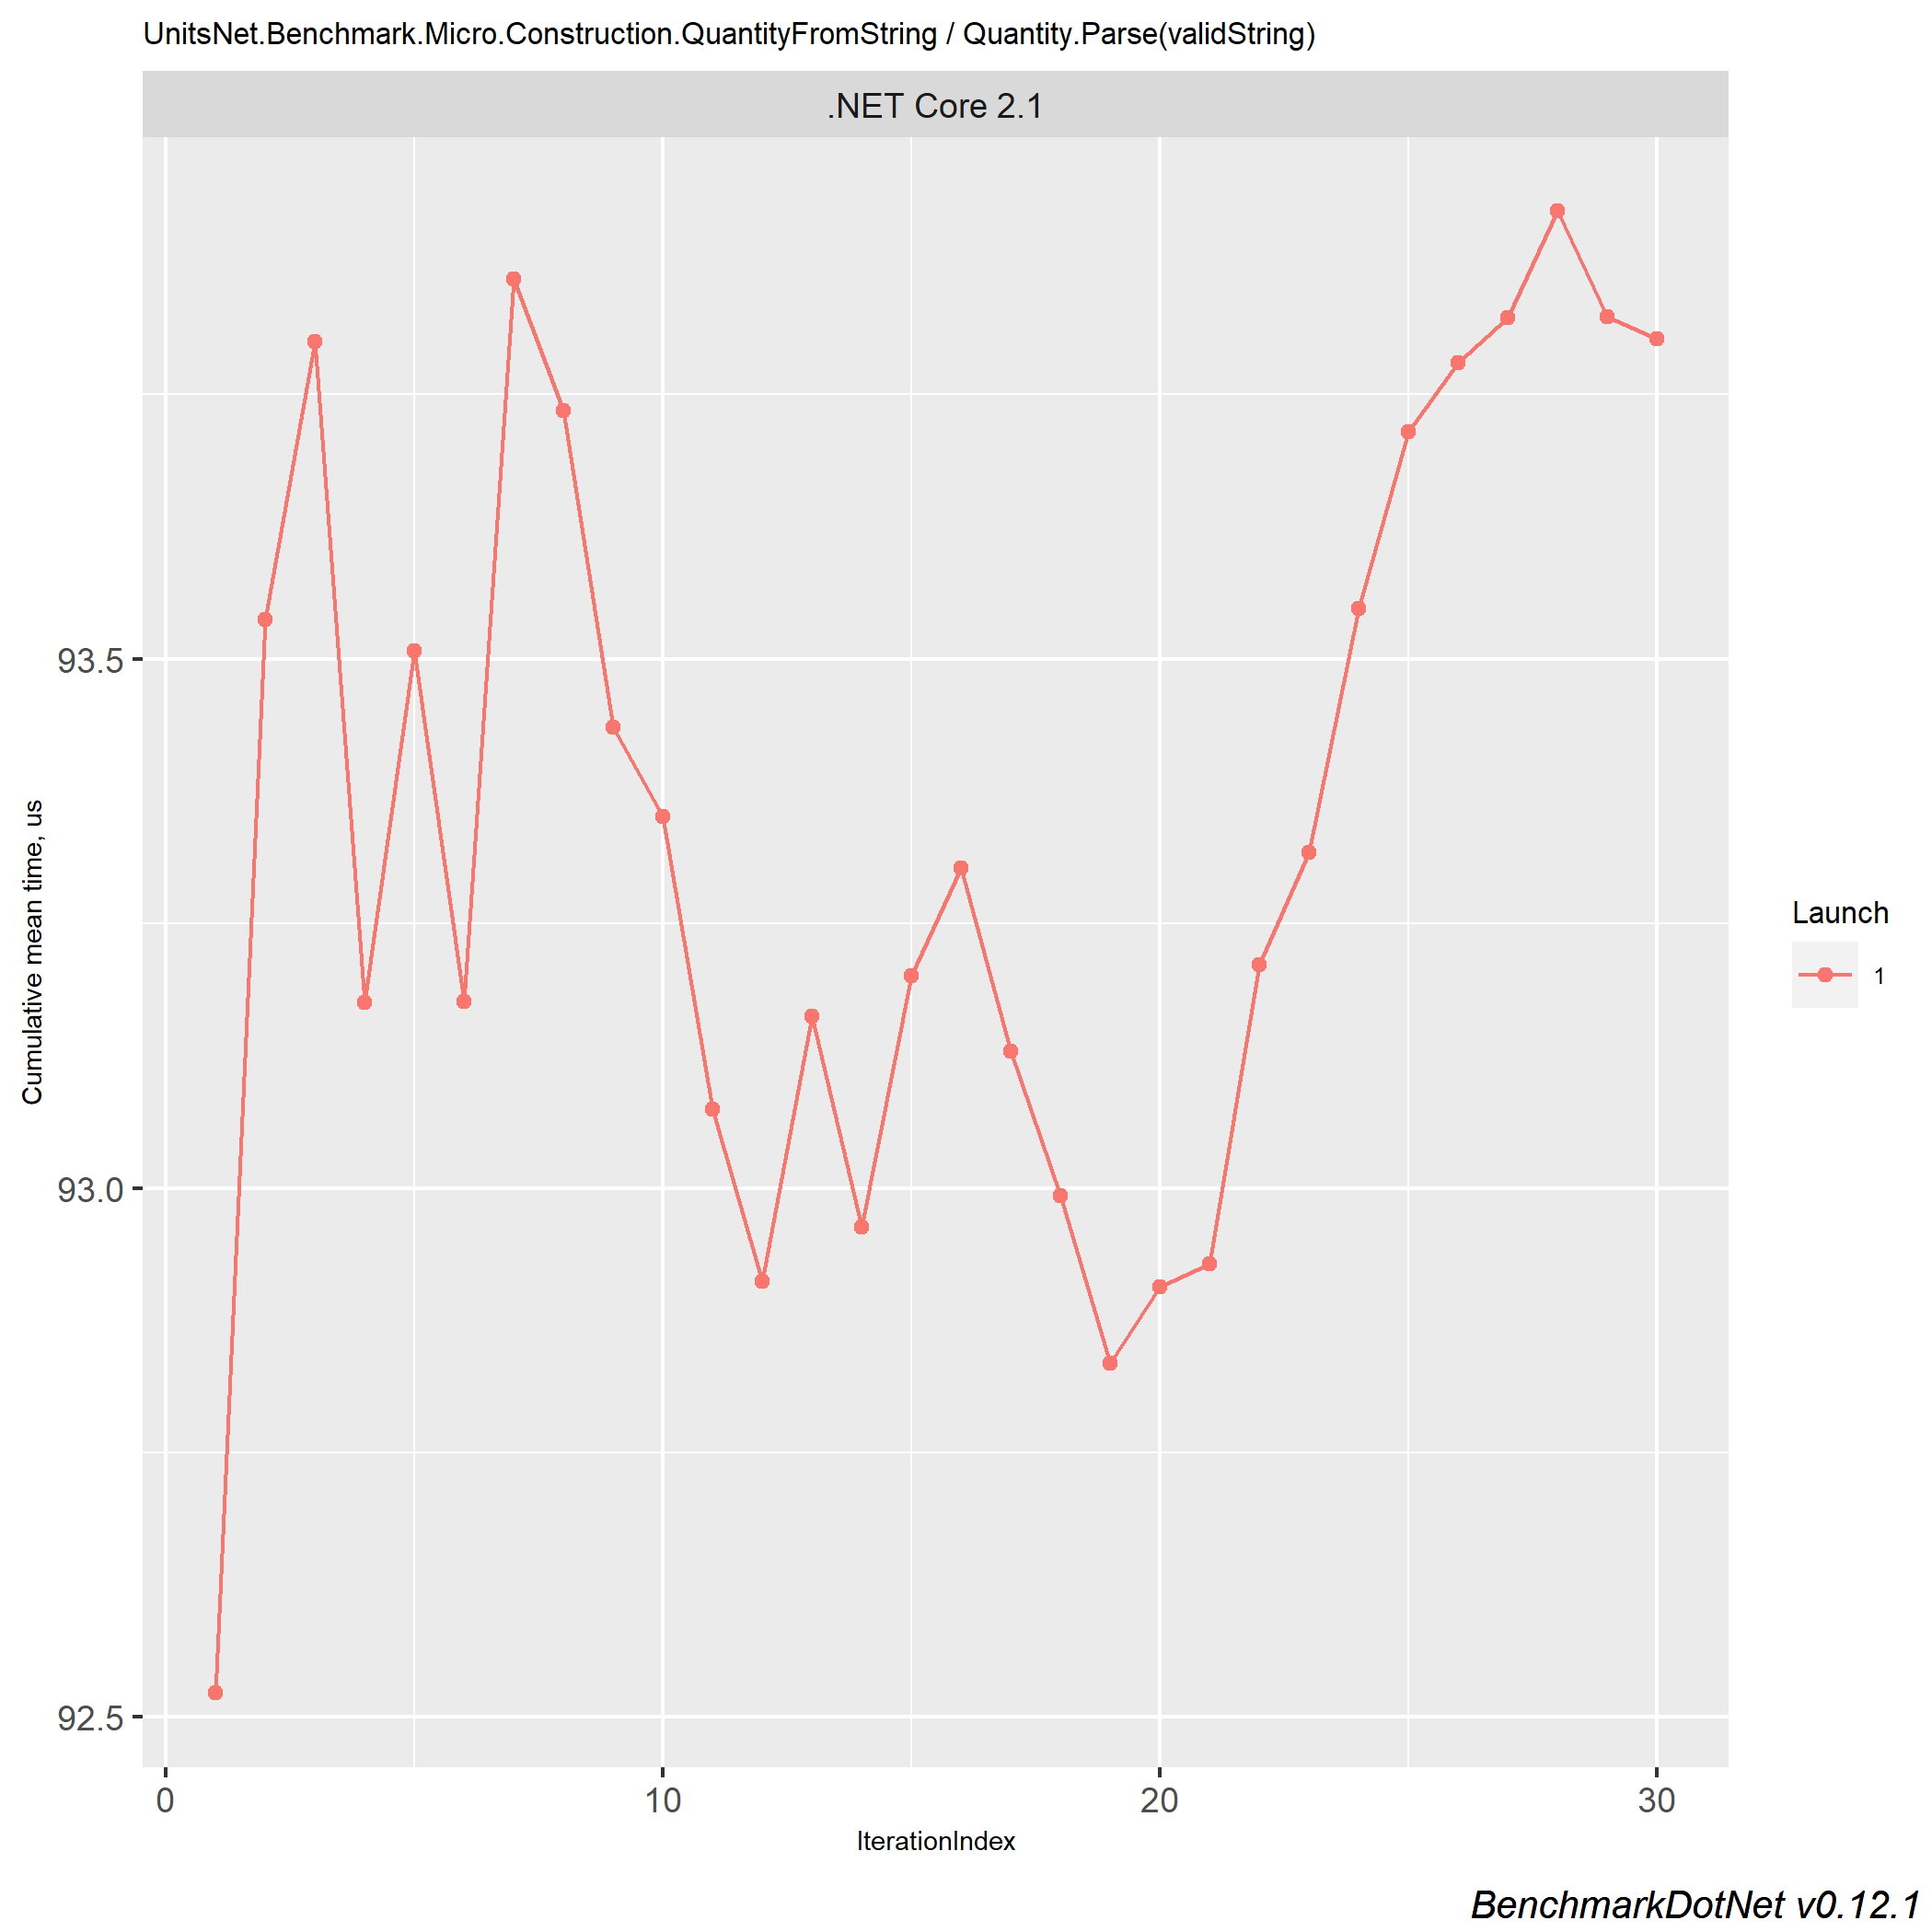 UnitsNet.Benchmark.Micro.Construction.QuantityFromString / Quantity.Parse(validString)
.NET Core 2.1
Cumulative mean time, us
93.5
93.0
92.5
0 10 20 30
IterationIndex
Launch
1
BenchmarkDotNet v0.12.1